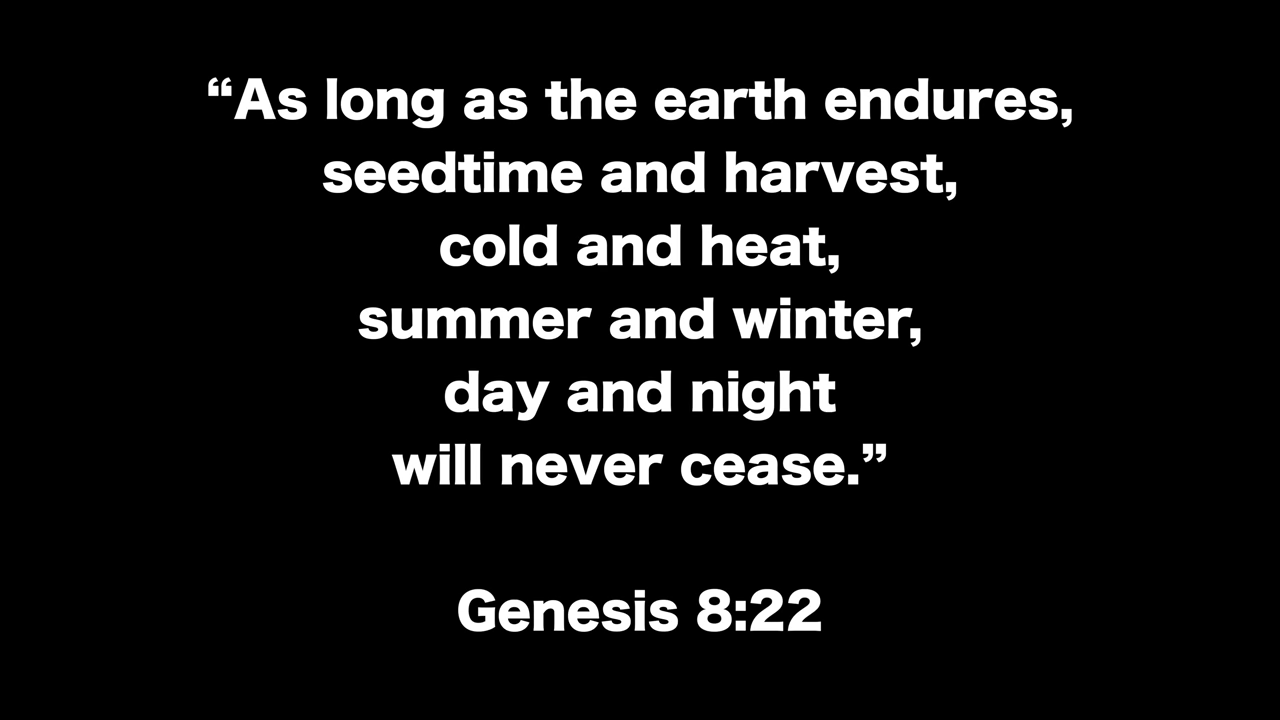 “As long as the earth endures,
seedtime and harvest,
cold and heat,
summer and winter,
day and night
will never cease.”
Genesis 8:22